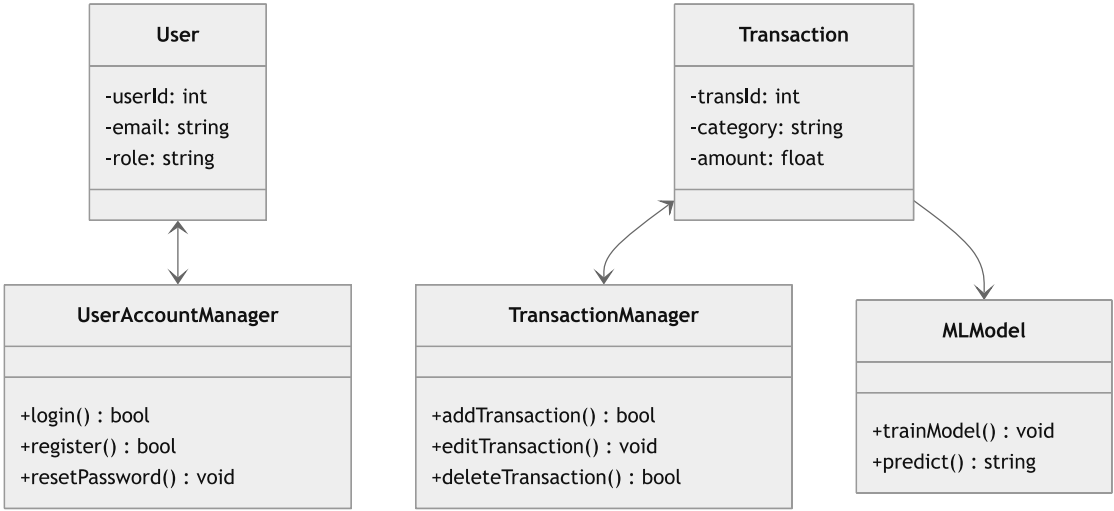 User
-userId: int
-email: string
-role: string
Transaction
-transId: int
-category: string
-amount: float
UserAccountManager
+login() : bool
+register() : bool
+resetPassword() : void
TransactionManager
+addTransaction() : bool
+editTransaction() : void
+deleteTransaction() : bool
MLModel
+trainModel() : void
+predict() : string